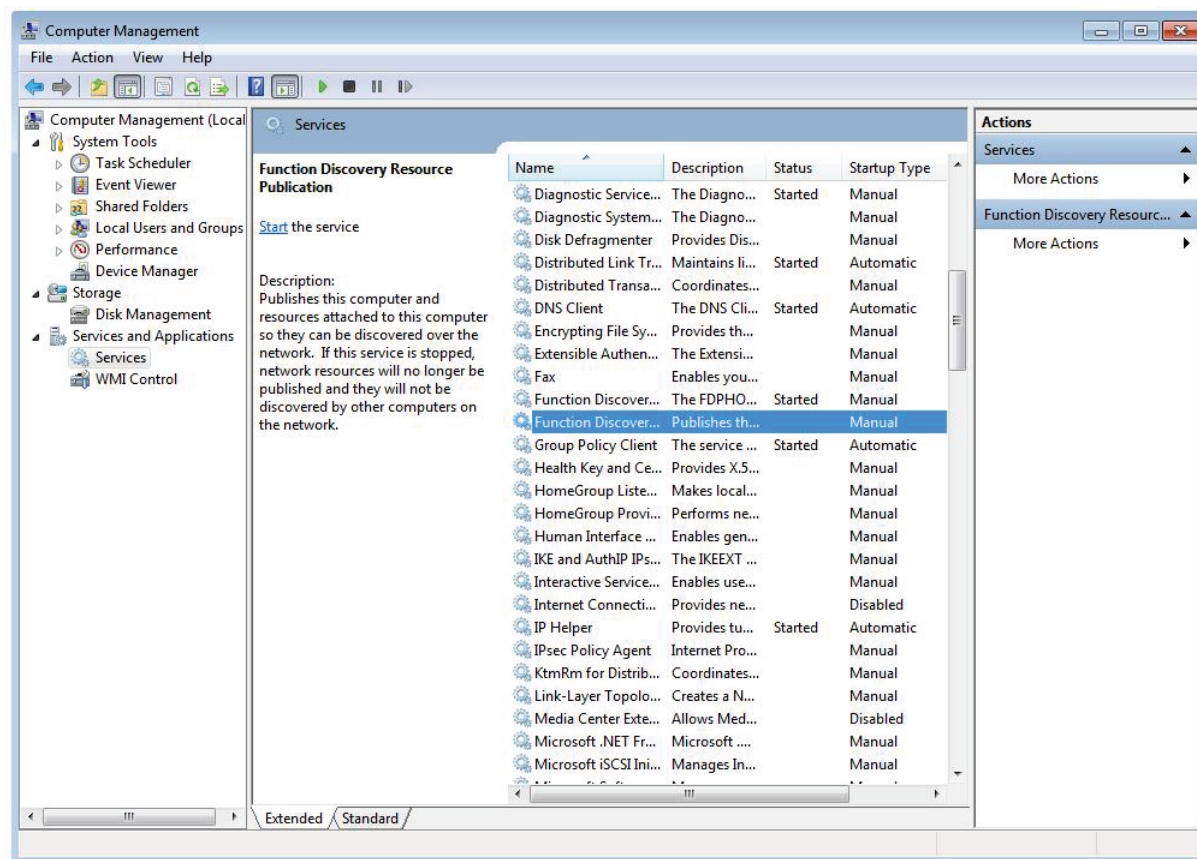 Computer Management
File Action View Help
Computer Management (Local
System Tools
Task Scheduler
Event Viewer
Shared Folders
Local Users and Groups
Performance
Device Manager
Storage
Disk Management
Services and Applications
Services
WMI Control
Services
Function Discovery Resource
Publication
Start the service
Description:
Publishes this computer and
resources attached to this computer
so they can be discovered over the
network. If this service is stopped,
network resources will no longer be
published and they will not be
discovered by other computers on
the network.
Name Description Status Startup Type
Diagnostic Service... The Diagno... Started Manual
Diagnostic System... The Diagno... Manual
Disk Defragmenter Provides Dis... Manual
Distributed Link Tr... Maintains li... Started Automatic
Distributed Transa... Coordinates... Manual
DNS Client The DNS Cli... Started Automatic
Encrypting File Sy... Provides th... Manual
Extensible Authen... The Extensi... Manual
Fax Enables you... Manual
Function Discover... The FDPHO... Started Manual
Function Discover... Publishes th... Manual
Group Policy Client The service ... Started Automatic
Health Key and Ce... Provides X.5... Manual
HomeGroup Liste... Makes local... Manual
HomeGroup Provi... Performs ne... Manual
Human Interface ... Enables gen... Manual
IKE and AuthIP IPs... The IKEEXT ... Manual
Interactive Service... Enables use... Manual
Internet Connecti... Provides ne... Disabled
IP Helper Provides tu... Started Automatic
IPsec Policy Agent Internet Pro... Manual
KtmRm for Distrib... Coordinates... Manual
Link-Layer Topolo... Creates a N... Manual
Media Center Exte... Allows Med... Disabled
Microsoft .NET Fr... Microsoft .... Manual
Microsoft iSCSI Ini... Manages In... Manual
Extended Standard
Actions
Services
More Actions
Function Discovery Resourc...
More Actions